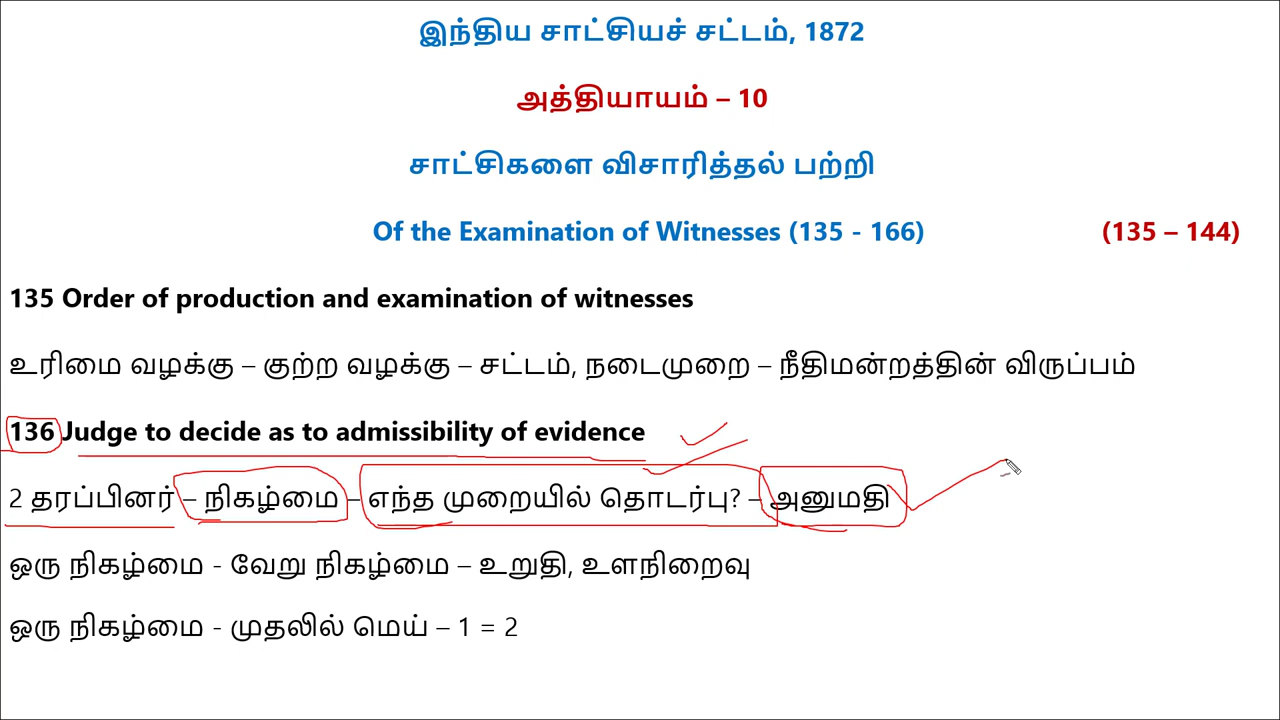 இந்திய சாட்சியச் சட்டம், 1872
அத்தியாயம் – 10
சாட்சிகளை விசாரித்தல் பற்றி
Of the Examination of Witnesses (135 - 166) (135 – 144)
135 Order of production and examination of witnesses
உரிமை வழக்கு – குற்ற வழக்கு – சட்டம், நடைமுறை – நீதிமன்றத்தின் விருப்பம்
136 Judge to decide as to admissibility of evidence
2 தரப்பினர் – நிகழ்மை – எந்த முறையில் தொடர்பு? – அனுமதி
ஒரு நிகழ்மை - வேறு நிகழ்மை – உறுதி, உளநிறைவு
ஒரு நிகழ்மை - முதலில் மெய் – 1 = 2